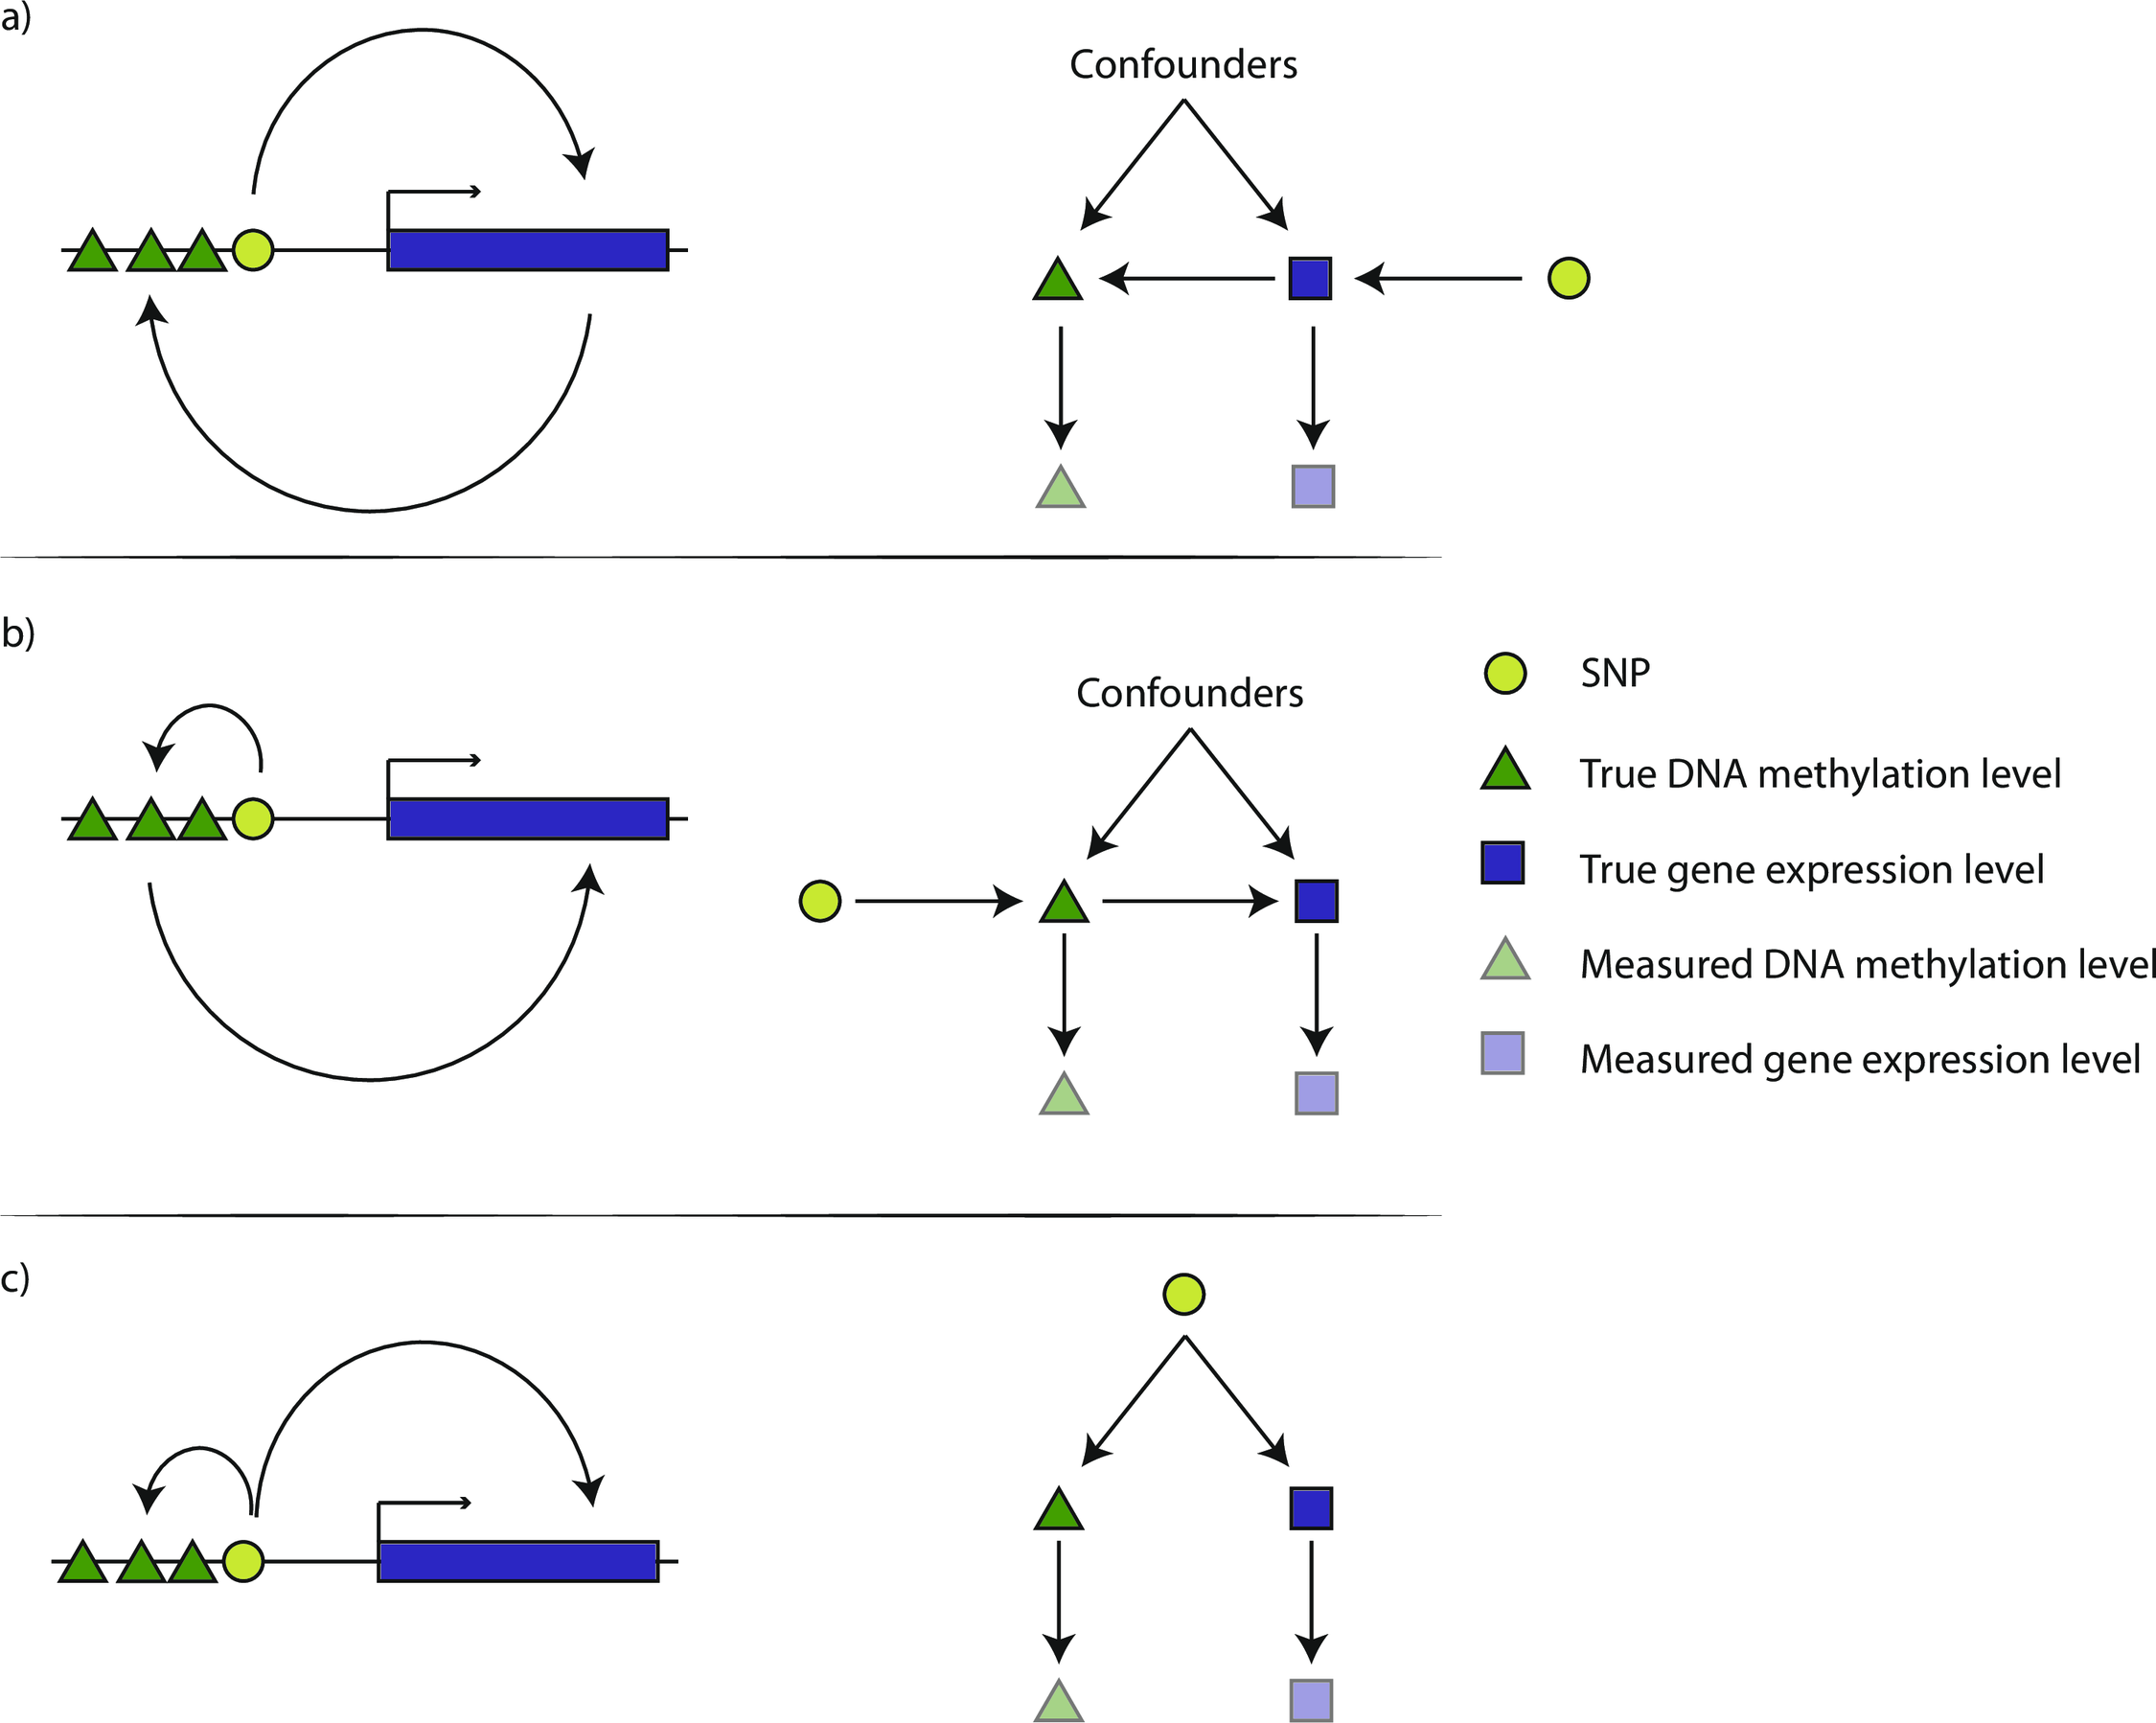 a)
Confounders
b)
Confounders
SNP
True DNA methylation level
True gene expression level
Measured DNA methylation level
Measured gene expression level
c)